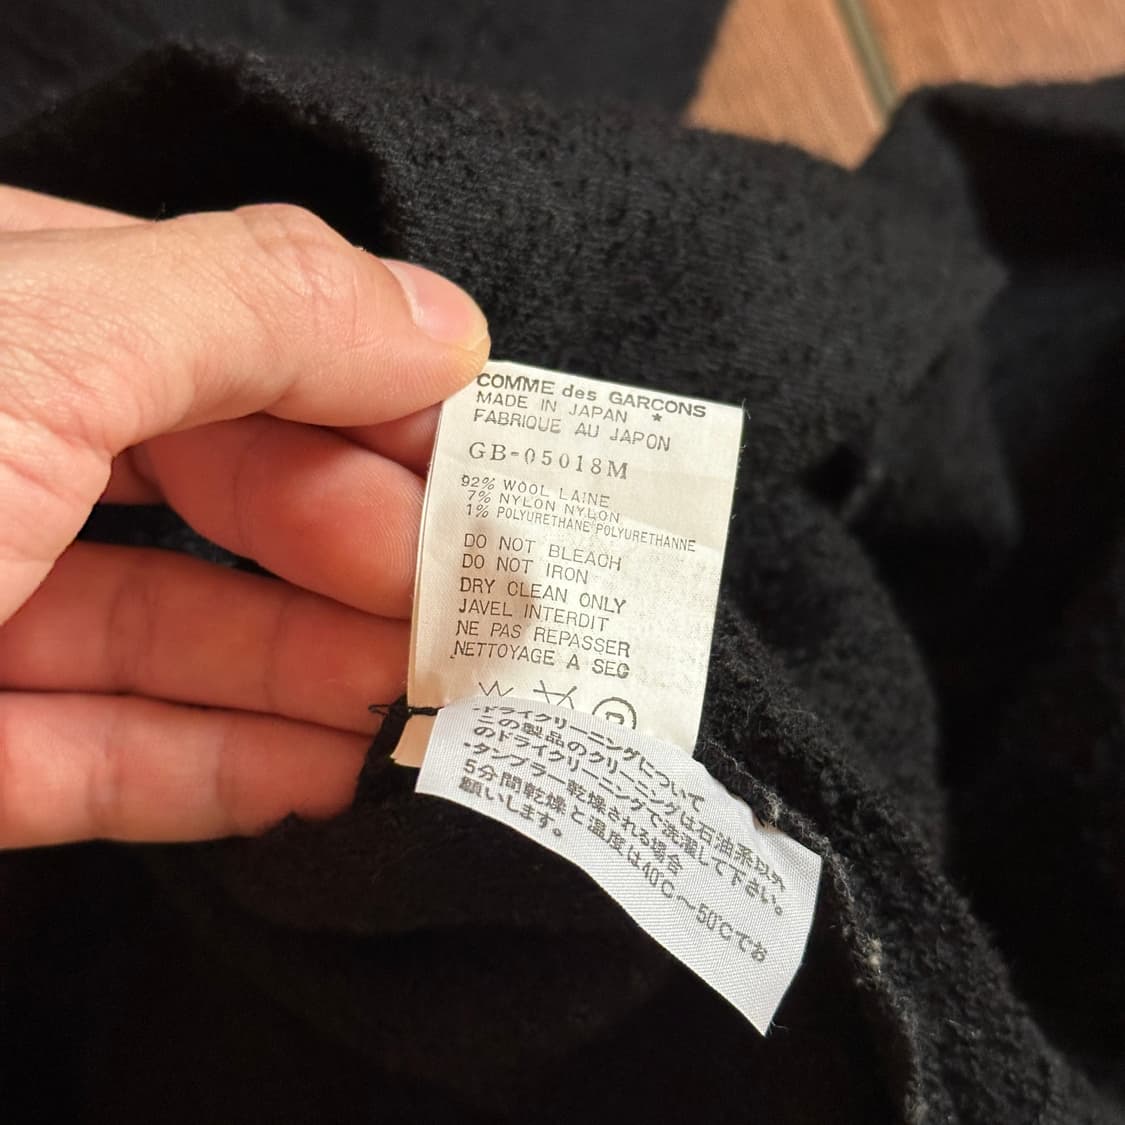 COMME des GARCONS
MADE IN JAPAN *
FABRIQUE AU JAPON
GB-05018M
92% WOOL LAINE
7% NYLON NYLON
1% POLYURETHANE POLYURETHANNE
DO NOT BLEACH
DO NOT IRON
DRY CLEAN ONLY
JAVEL INTERDIT
NE PAS REPASSER
NETTOYAGE A SEC
P
・ドライクリーニングについて
この製品のクリーニングは石油系以外
のドライクリーニングで洗濯して下さい。
・タンブラー乾燥される場合
5分間乾燥と温度は40℃〜50℃でお
願いします。